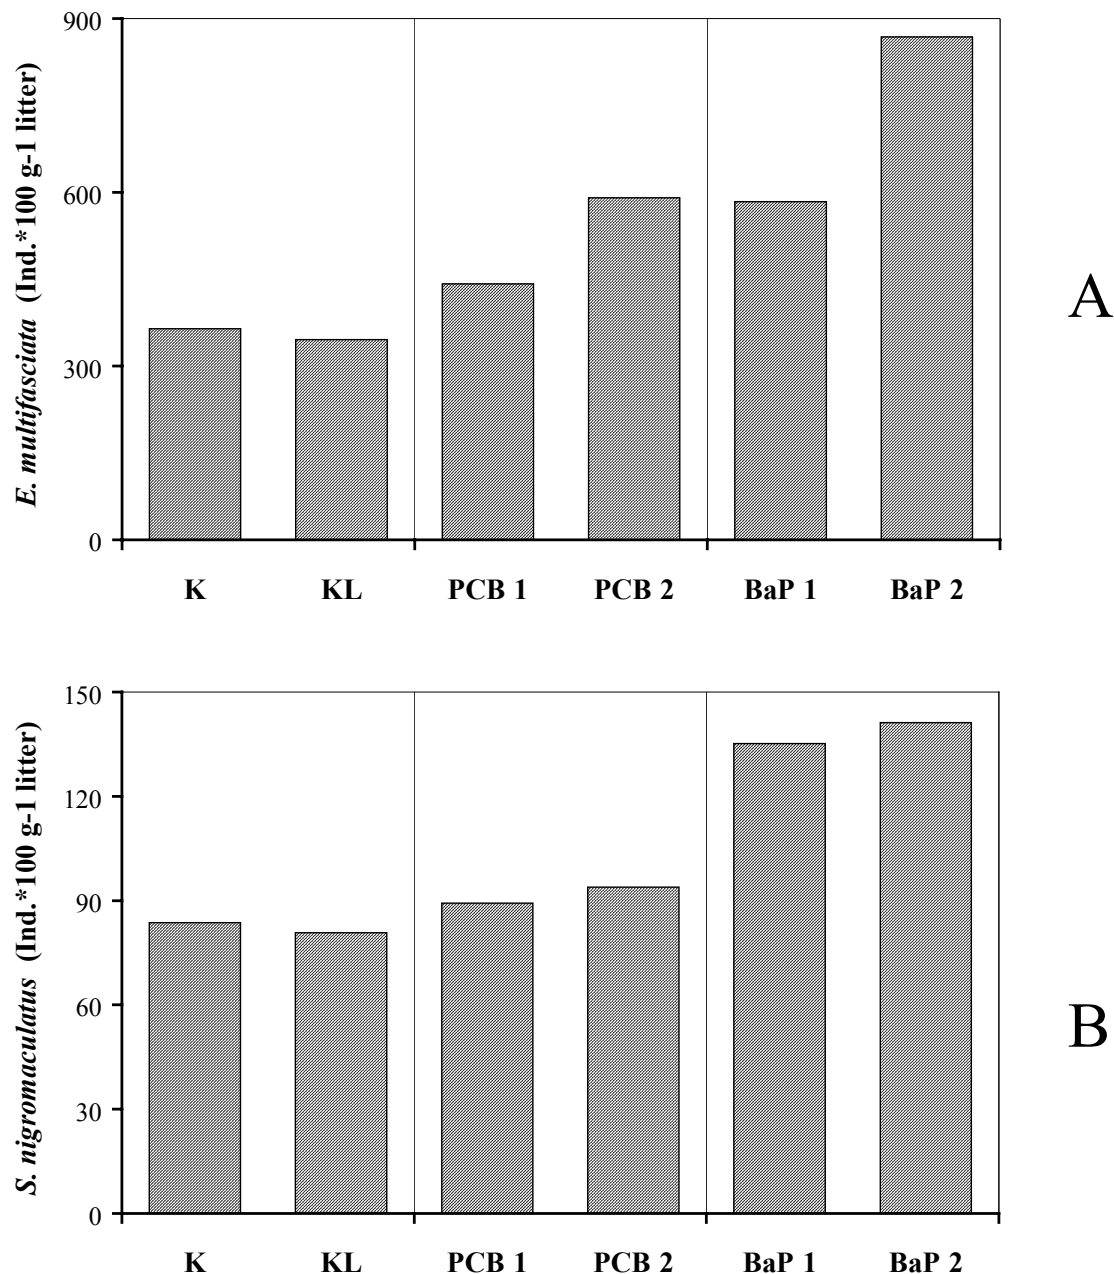 E. multifasciata (Ind.*100 g-1 litter)
900
600
300
0
K KL PCB 1 PCB 2 BaP 1 BaP 2
A
S. nigromaculatus (Ind.*100 g-1 litter)
150
120
90
60
30
0
K KL PCB 1 PCB 2 BaP 1 BaP 2
B